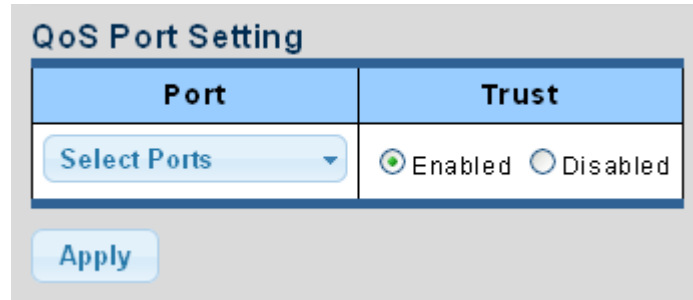 QoS Port Setting
Port Trust
Select Ports Enabled Disabled
Apply